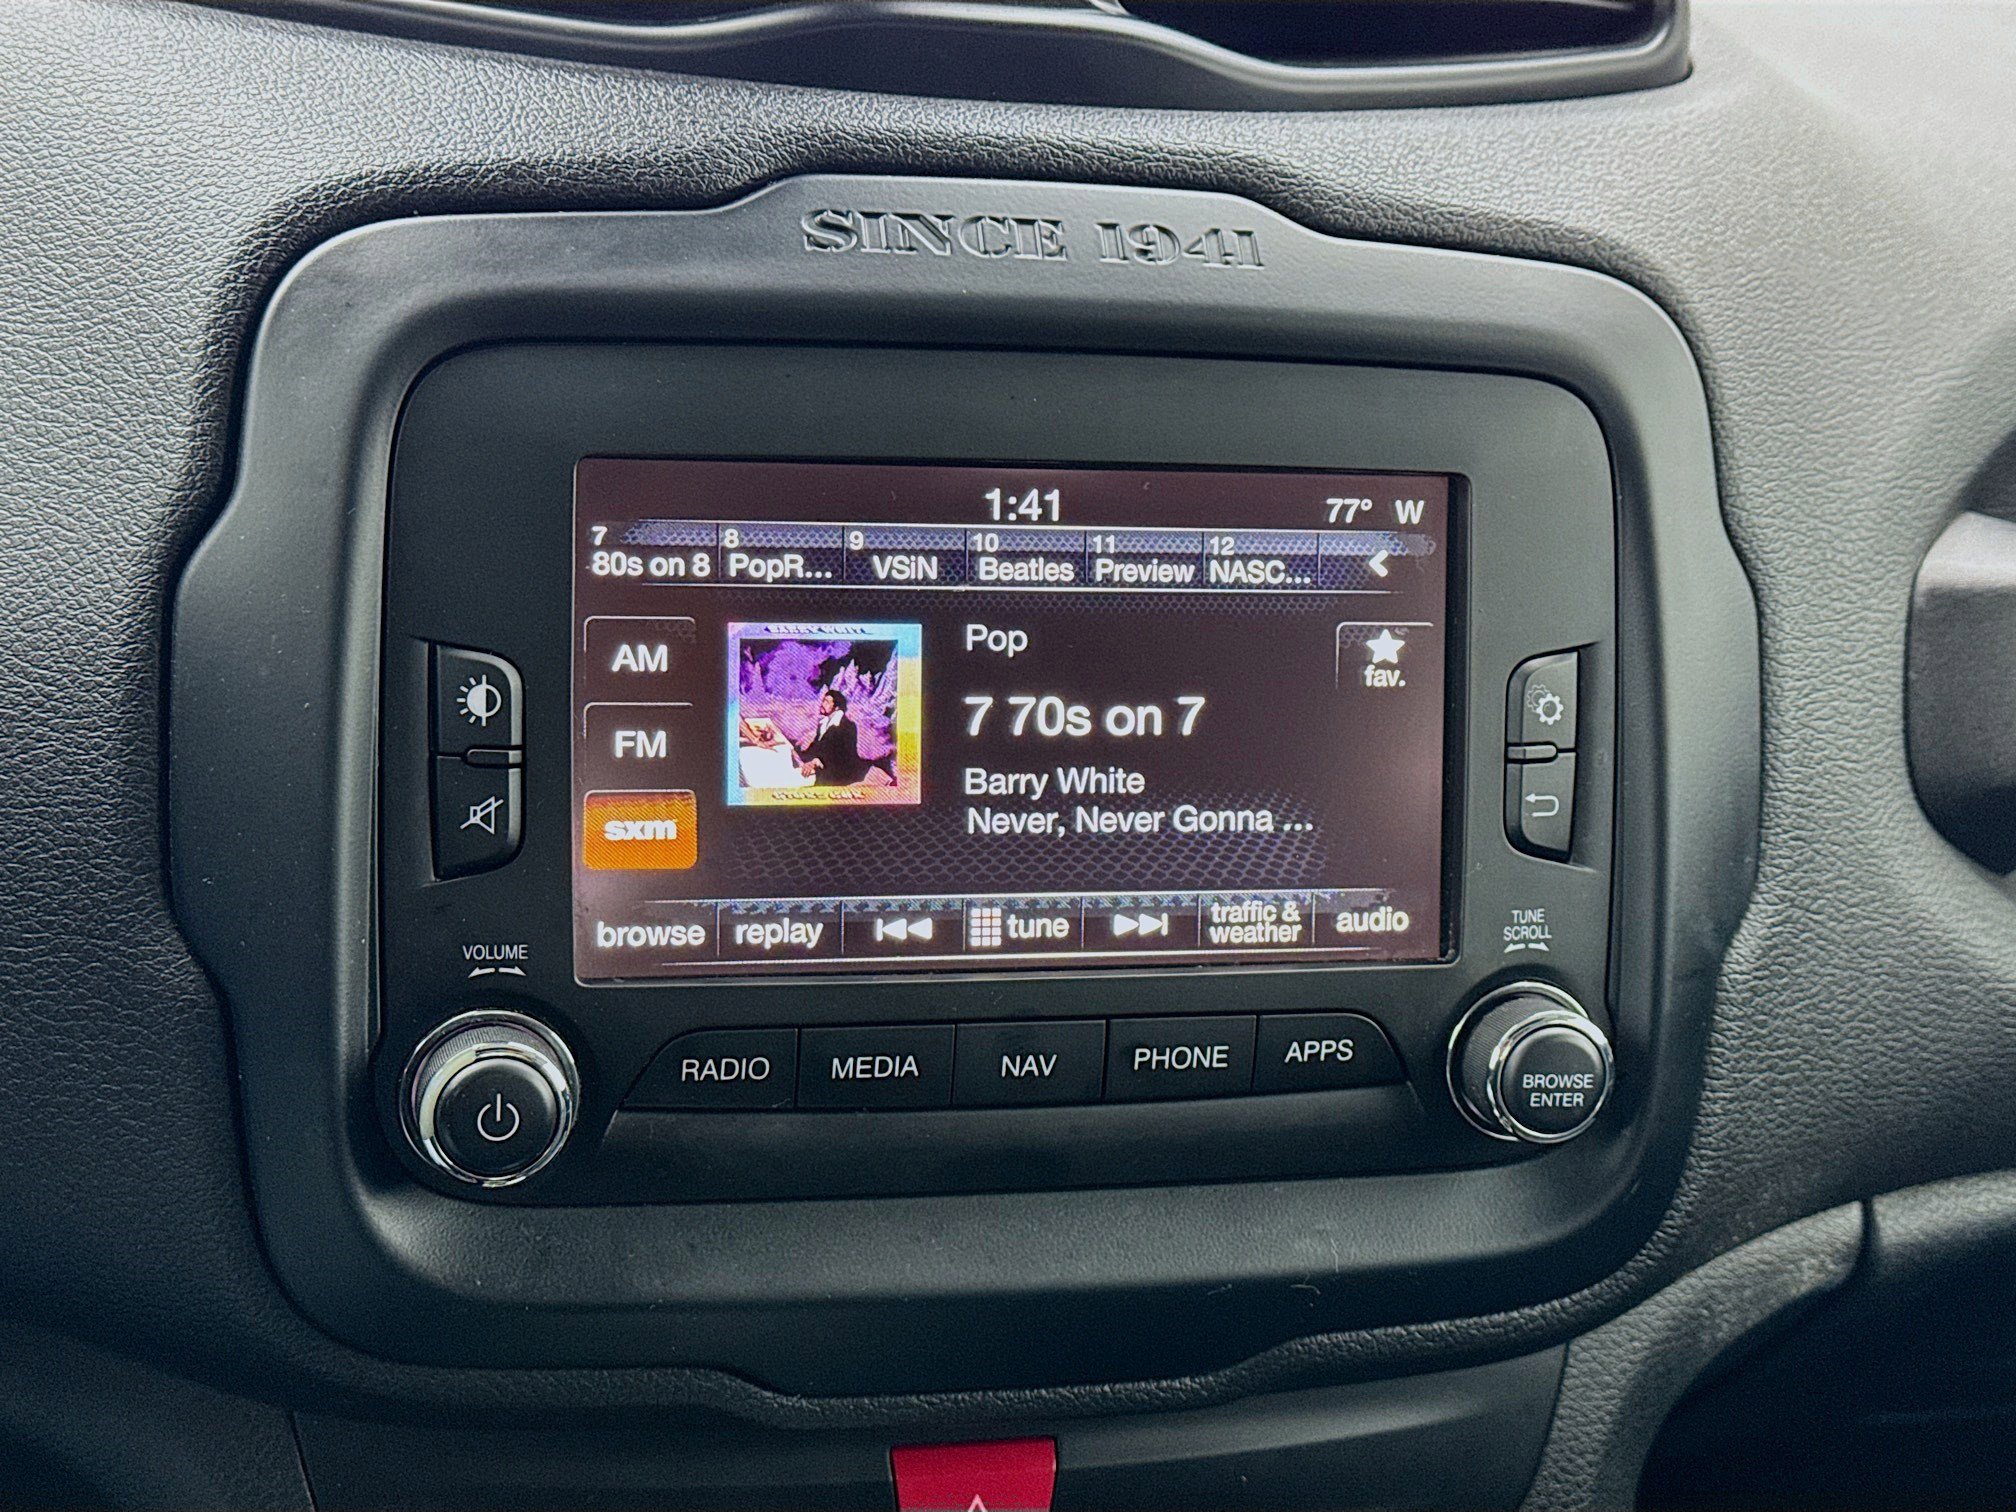 SINCE 1941
1:41
77° W
7 8 9 10 11 12
80s on 8 PopR... VSiN Beatles Preview NASC...
AM
FM
sxm
BARRY WHITE
Pop
7 70s on 7
Barry White
Never, Never Gonna ...
fav.
browse
replay
tune
traffic &
weather
audio
VOLUME
TUNE
SCROLL
RADIO
MEDIA
NAV
PHONE
APPS
BROWSE
ENTER